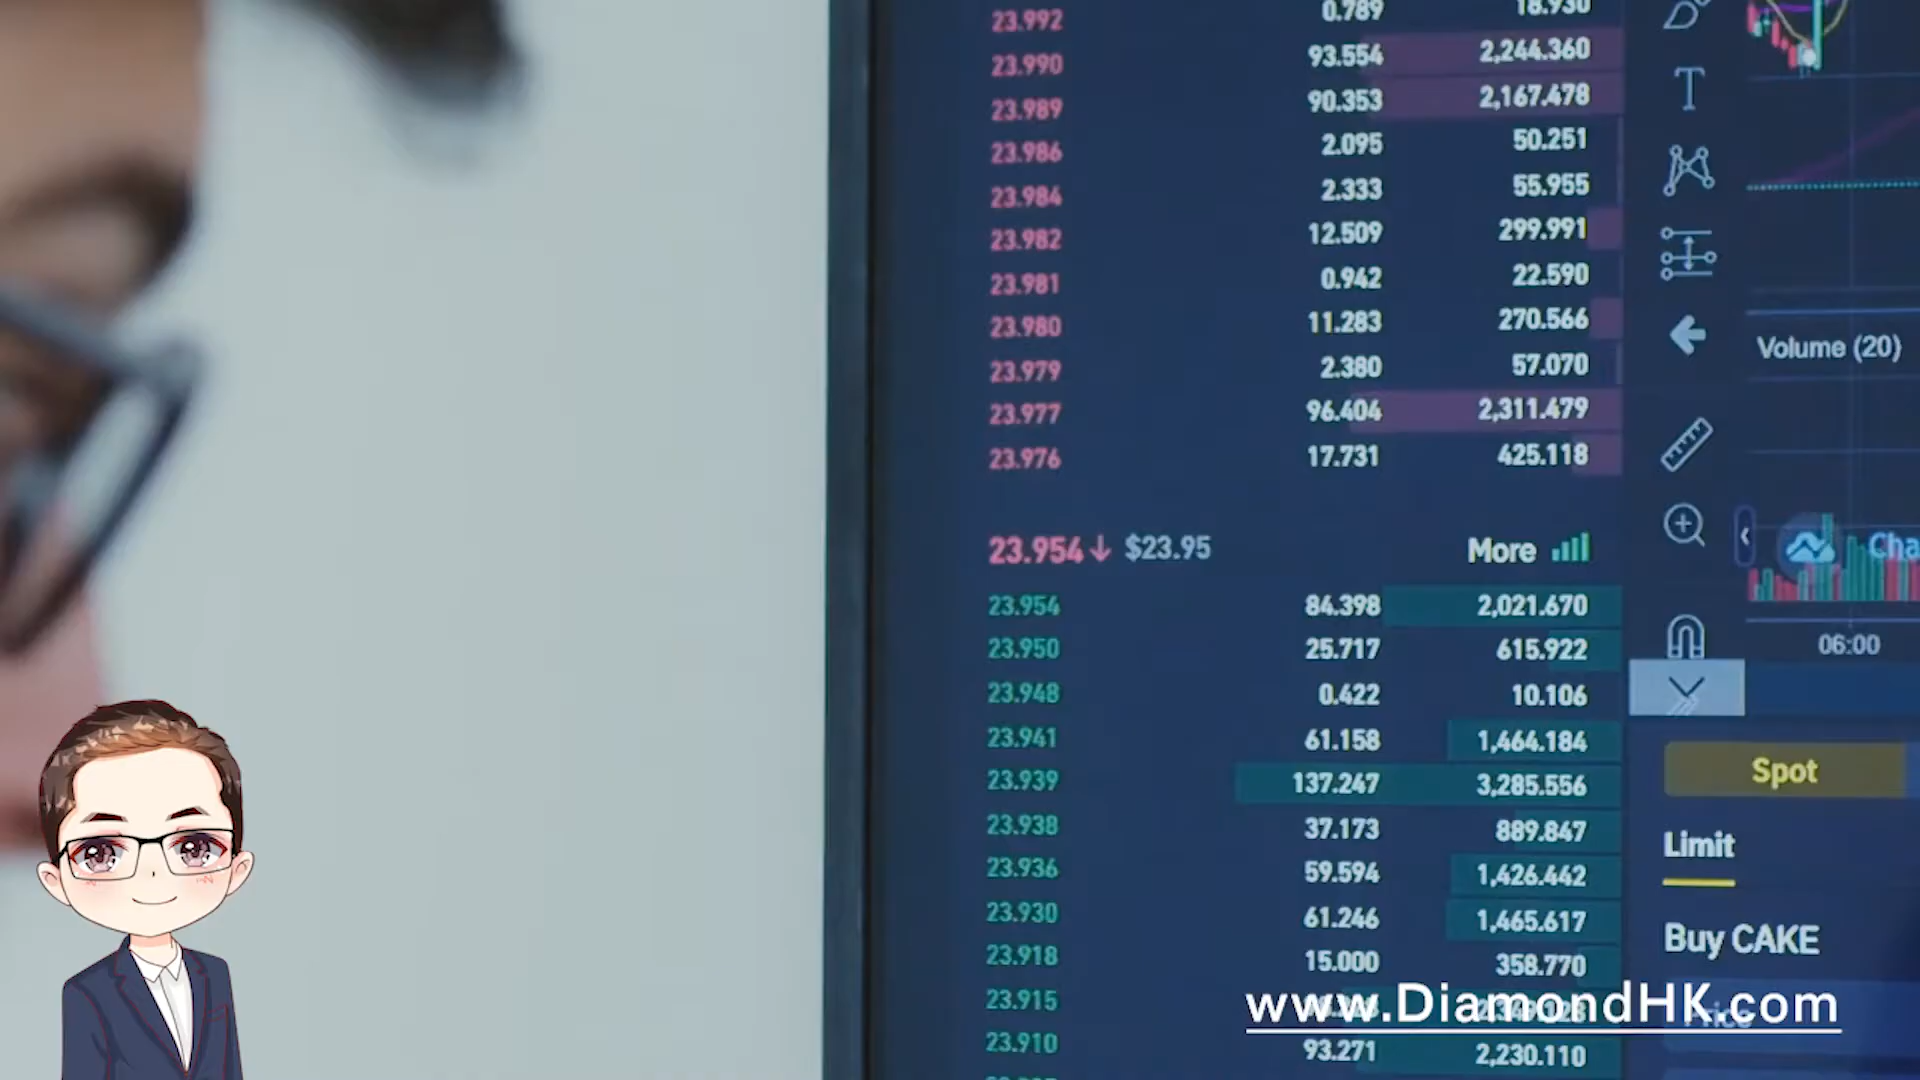 23.992 0.789 18.930
23.990 93.554 2,244.360
23.989 90.353 2,167.478
23.986 2.095 50.251
23.984 2.333 55.955
23.982 12.509 299.991
23.981 0.942 22.590
23.980 11.283 270.566
23.979 2.380 57.070
23.977 96.404 2,311.479
23.976 17.731 425.118
23.954↓ $23.95 More
23.954 84.398 2,021.670
23.950 25.717 615.922
23.948 0.422 10.106
23.941 61.158 1,464.184
23.939 137.247 3,285.556
23.938 37.173 889.847
23.936 59.594 1,426.442
23.930 61.246 1,465.617
23.918 15.000 358.770
23.915
23.910 93.271 2,230.110
T
Volume (20)
Cha
06:00
Spot
Limit
Buy CAKE
Price
www.DiamondHK.com